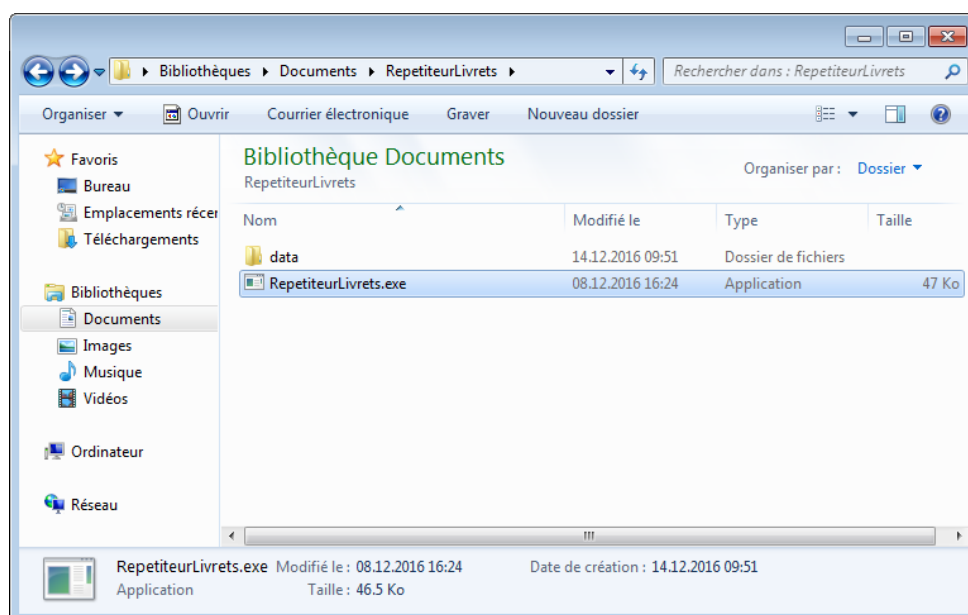 Bibliothèques Documents RepetiteurLivrets Rechercher dans : RepetiteurLivrets
Organiser Ouvrir Courrier électronique Graver Nouveau dossier
Favoris
Bureau
Emplacements récer
Téléchargements
Bibliothèques
Documents
Images
Musique
Vidéos
Ordinateur
Réseau
Bibliothèque Documents
RepetiteurLivrets
Organiser par : Dossier
Nom Modifié le Type Taille
data 14.12.2016 09:51 Dossier de fichiers
RepetiteurLivrets.exe 08.12.2016 16:24 Application 47 Ko
RepetiteurLivrets.exe Modifié le : 08.12.2016 16:24 Date de création : 14.12.2016 09:51
Application Taille : 46.5 Ko